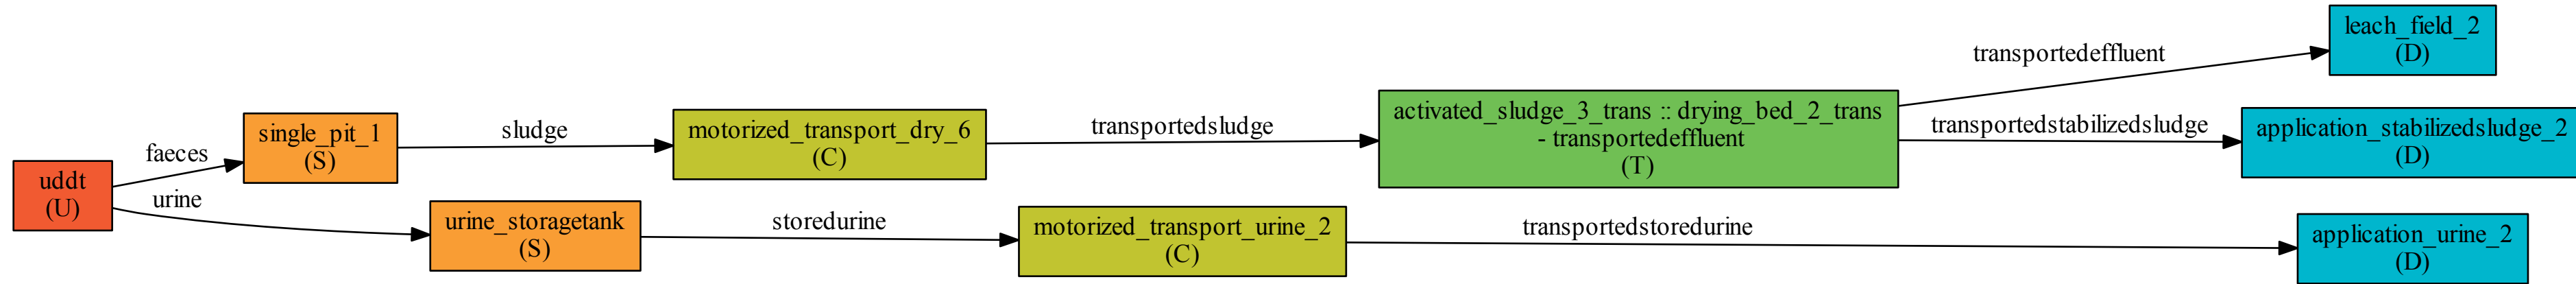 uddt
(U)
faeces
urine
single_pit_1
(S)
urine_storagetank
(S)
sludge
storedurine
motorized_transport_dry_6
(C)
motorized_transport_urine_2
(C)
transportedsludge
transportedstoredurine
activated_sludge_3_trans :: drying_bed_2_trans
- transportedeffluent
(T)
transportedeffluent
transportedstabilizedsludge
leach_field_2
(D)
application_stabilizedsludge_2
(D)
application_urine_2
(D)